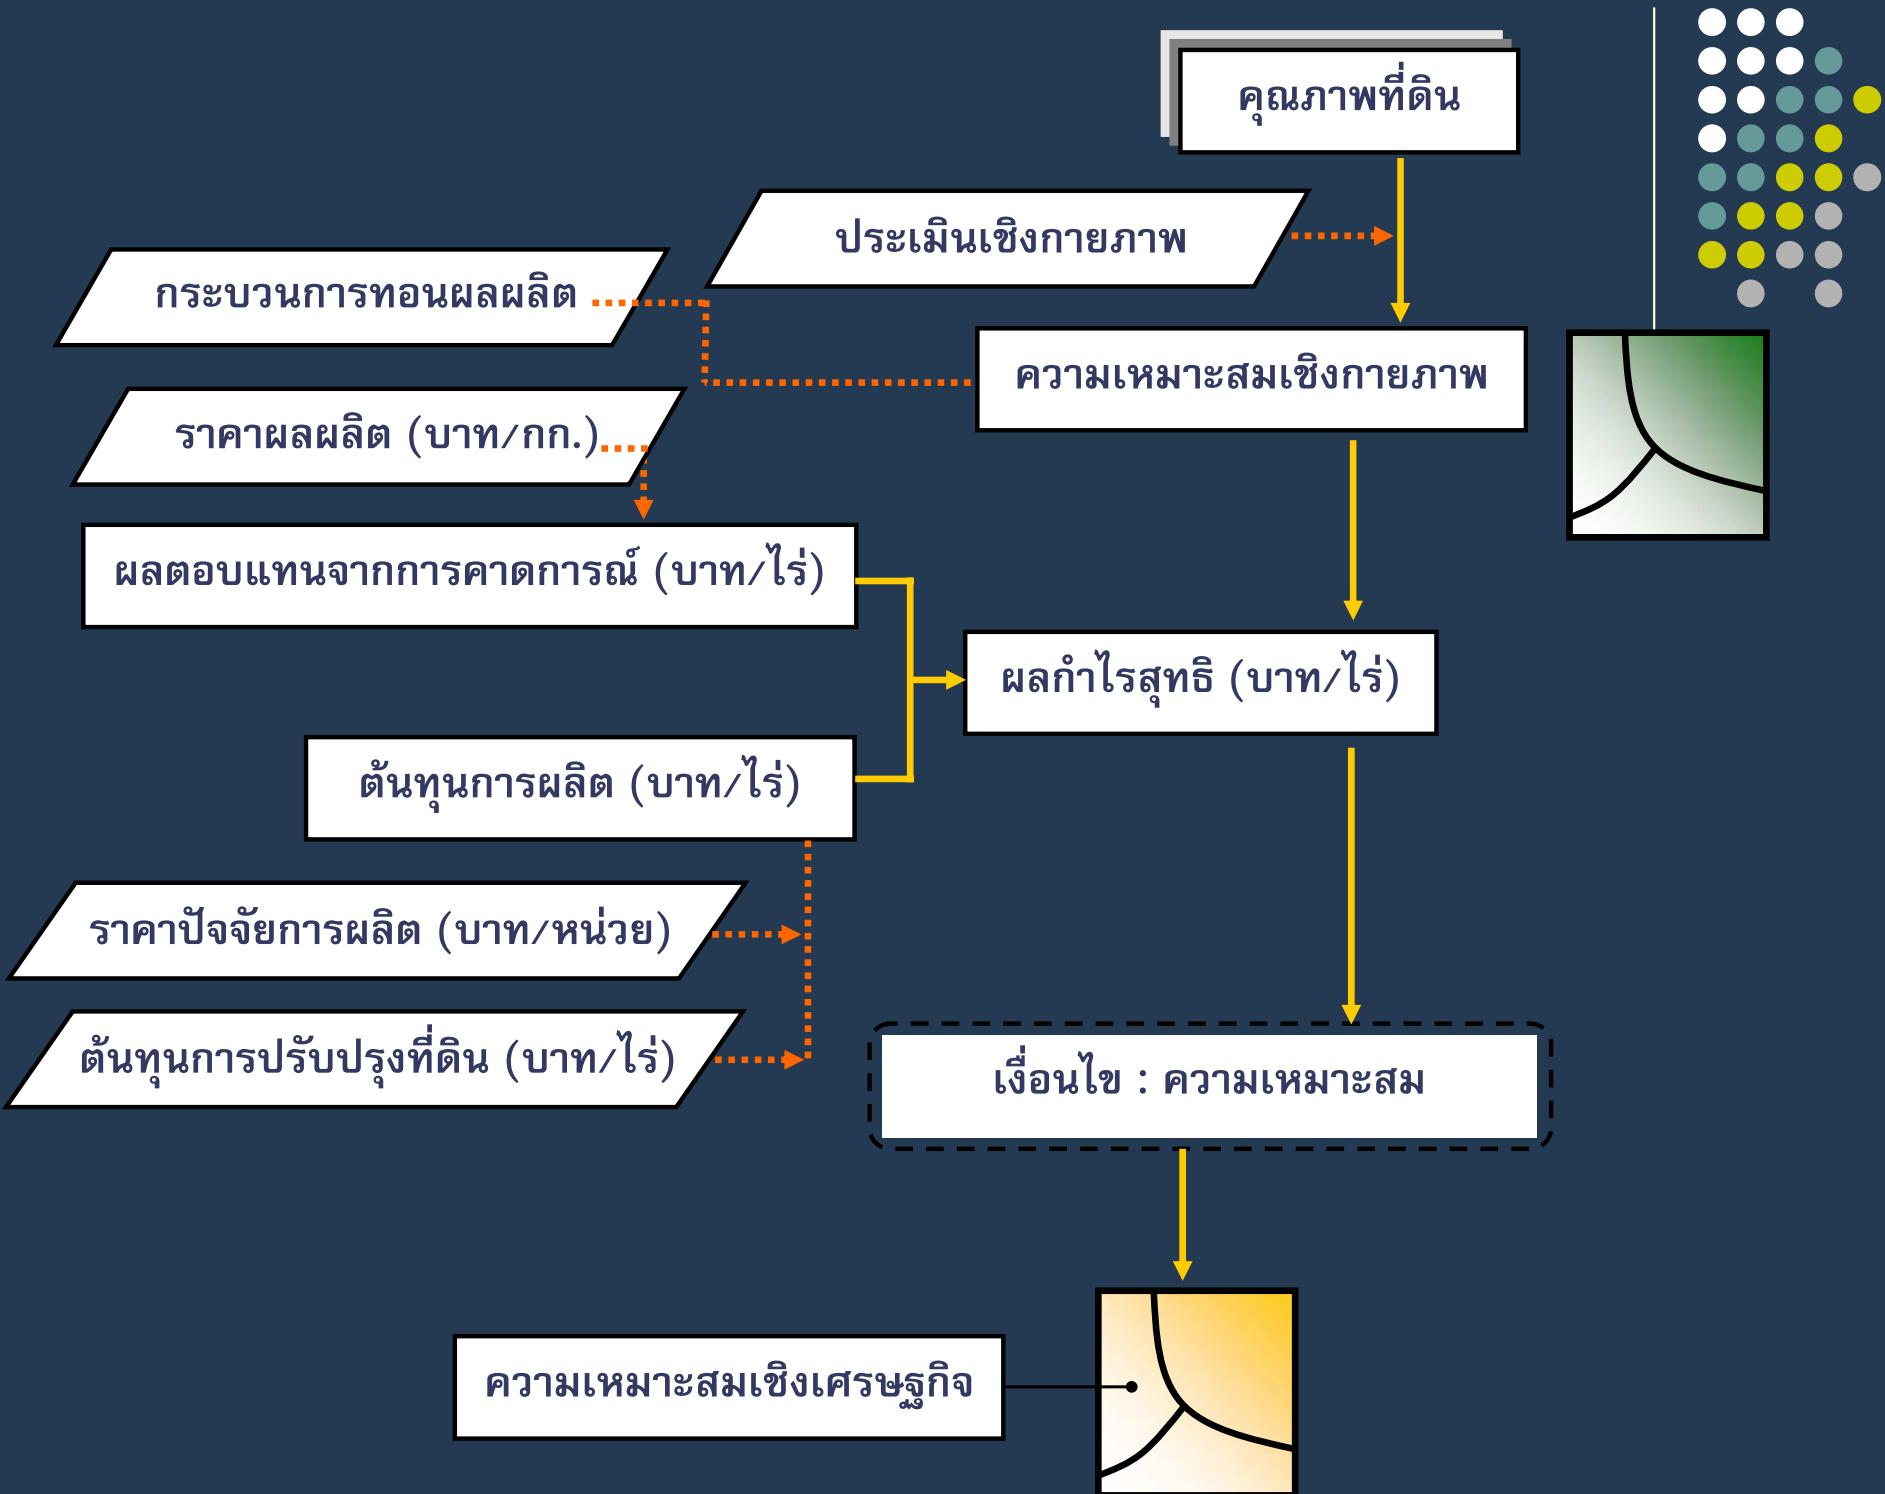 คุณภาพที่ดิน
ประเมินเชิงกายภาพ
กระบวนการทอนผลผลิต
ความเหมาะสมเชิงกายภาพ
ราคาผลผลิต (บาท/กก.)
ผลตอบแทนจากการคาดการณ์ (บาท/ไร่)
ผลกำไรสุทธิ (บาท/ไร่)
ต้นทุนการผลิต (บาท/ไร่)
ราคาปัจจัยการผลิต (บาท/หน่วย)
ต้นทุนการปรับปรุงที่ดิน (บาท/ไร่)
เงื่อนไข : ความเหมาะสม
ความเหมาะสมเชิงเศรษฐกิจ